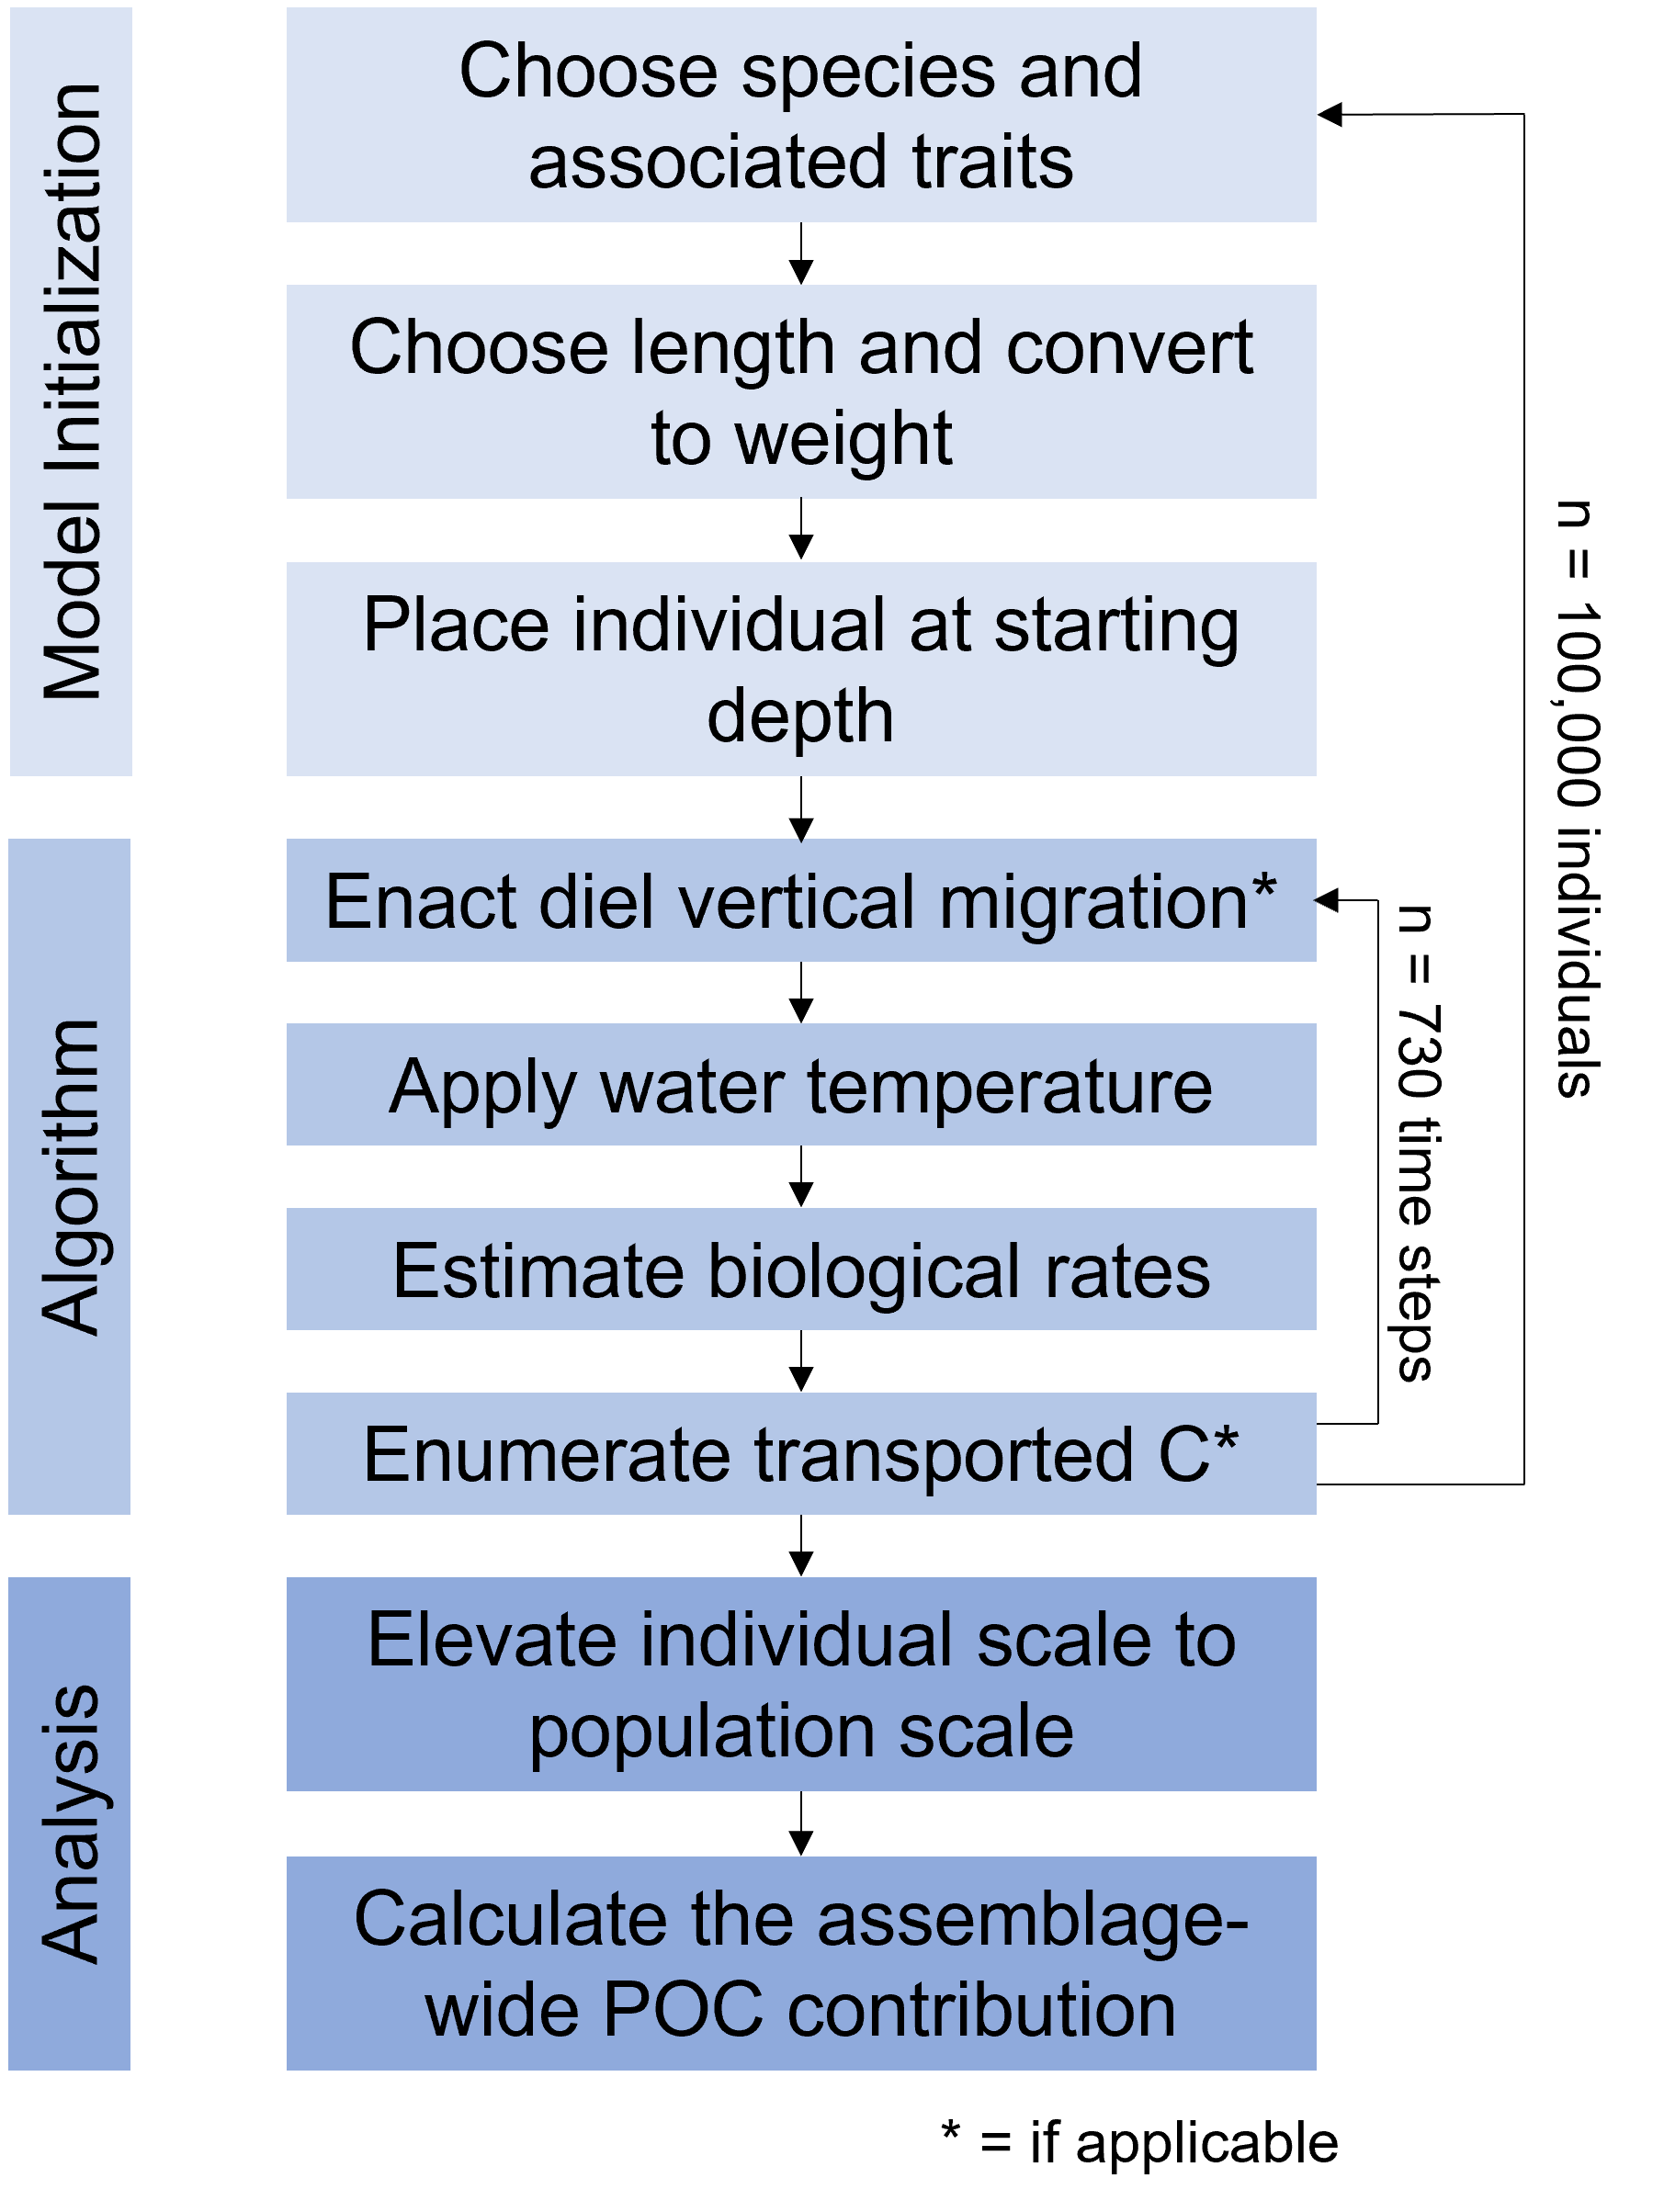 Model Initialization
Choose species and
associated traits
Choose length and convert
to weight
Place individual at starting
depth
Algorithm
Enact diel vertical migration*
Apply water temperature
Estimate biological rates
Enumerate transported C*
n = 730 time steps
n = 100,000 individuals
Analysis
Elevate individual scale to
population scale
Calculate the assemblage-
wide POC contribution
* = if applicable